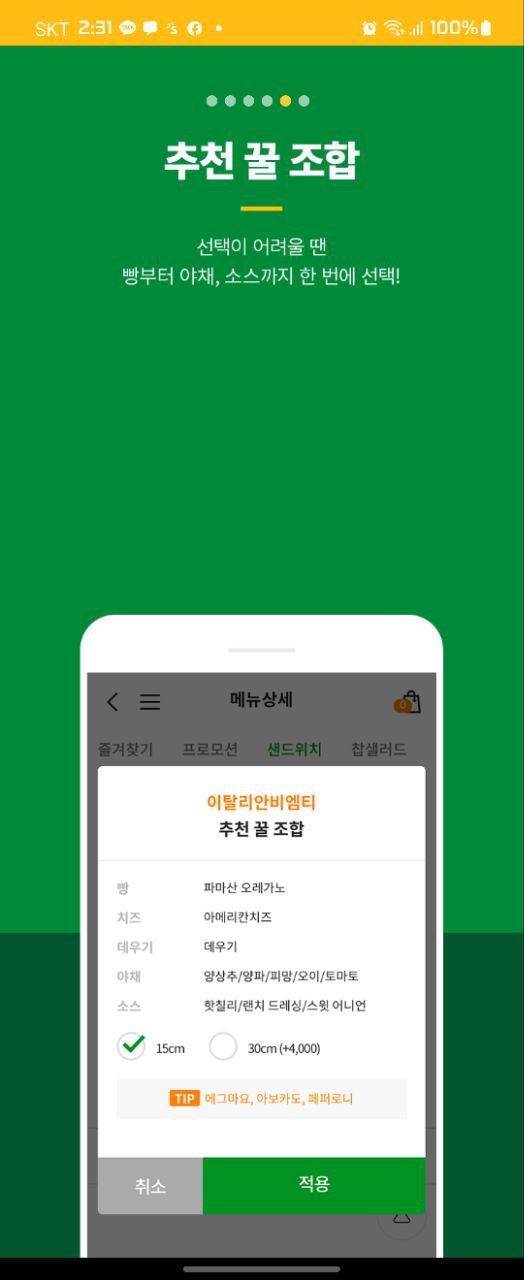 SKT 2:31 100%
추천 꿀 조합
선택이 어려울 땐
빵부터 야채, 소스까지 한 번에 선택!
메뉴상세
0
즐겨찾기 프로모션 샌드위치 찹샐러드
이탈리안비엠티
추천 꿀 조합
빵 파마산 오레가노
치즈 아메리칸치즈
데우기 데우기
야채 양상추/양파/피망/오이/토마토
소스 핫칠리/랜치 드레싱/스윗 어니언
15cm 30cm (+4,000)
TIP 에그마요, 아보카도, 페퍼로니
취소 적용